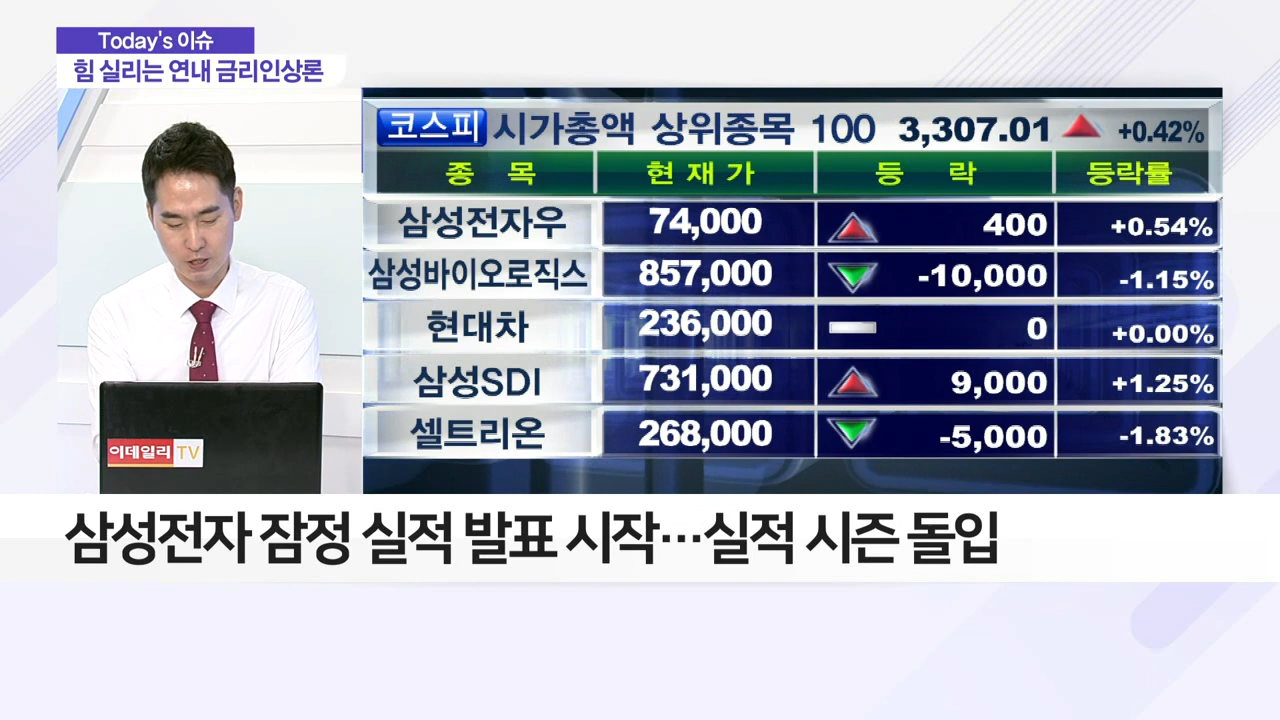 Today's 이슈
힘 실리는 연내 금리인상론
코스피 시가총액 상위종목 100 3,307.01 +0.42%
종 목 현 재 가 등 락 등락률
삼성전자우 74,000 400 +0.54%
삼성바이오로직스 857,000 -10,000 -1.15%
현대차 236,000 0 +0.00%
삼성SDI 731,000 9,000 +1.25%
셀트리온 268,000 -5,000 -1.83%
이데일리TV
삼성전자 잠정 실적 발표 시작…실적 시즌 돌입